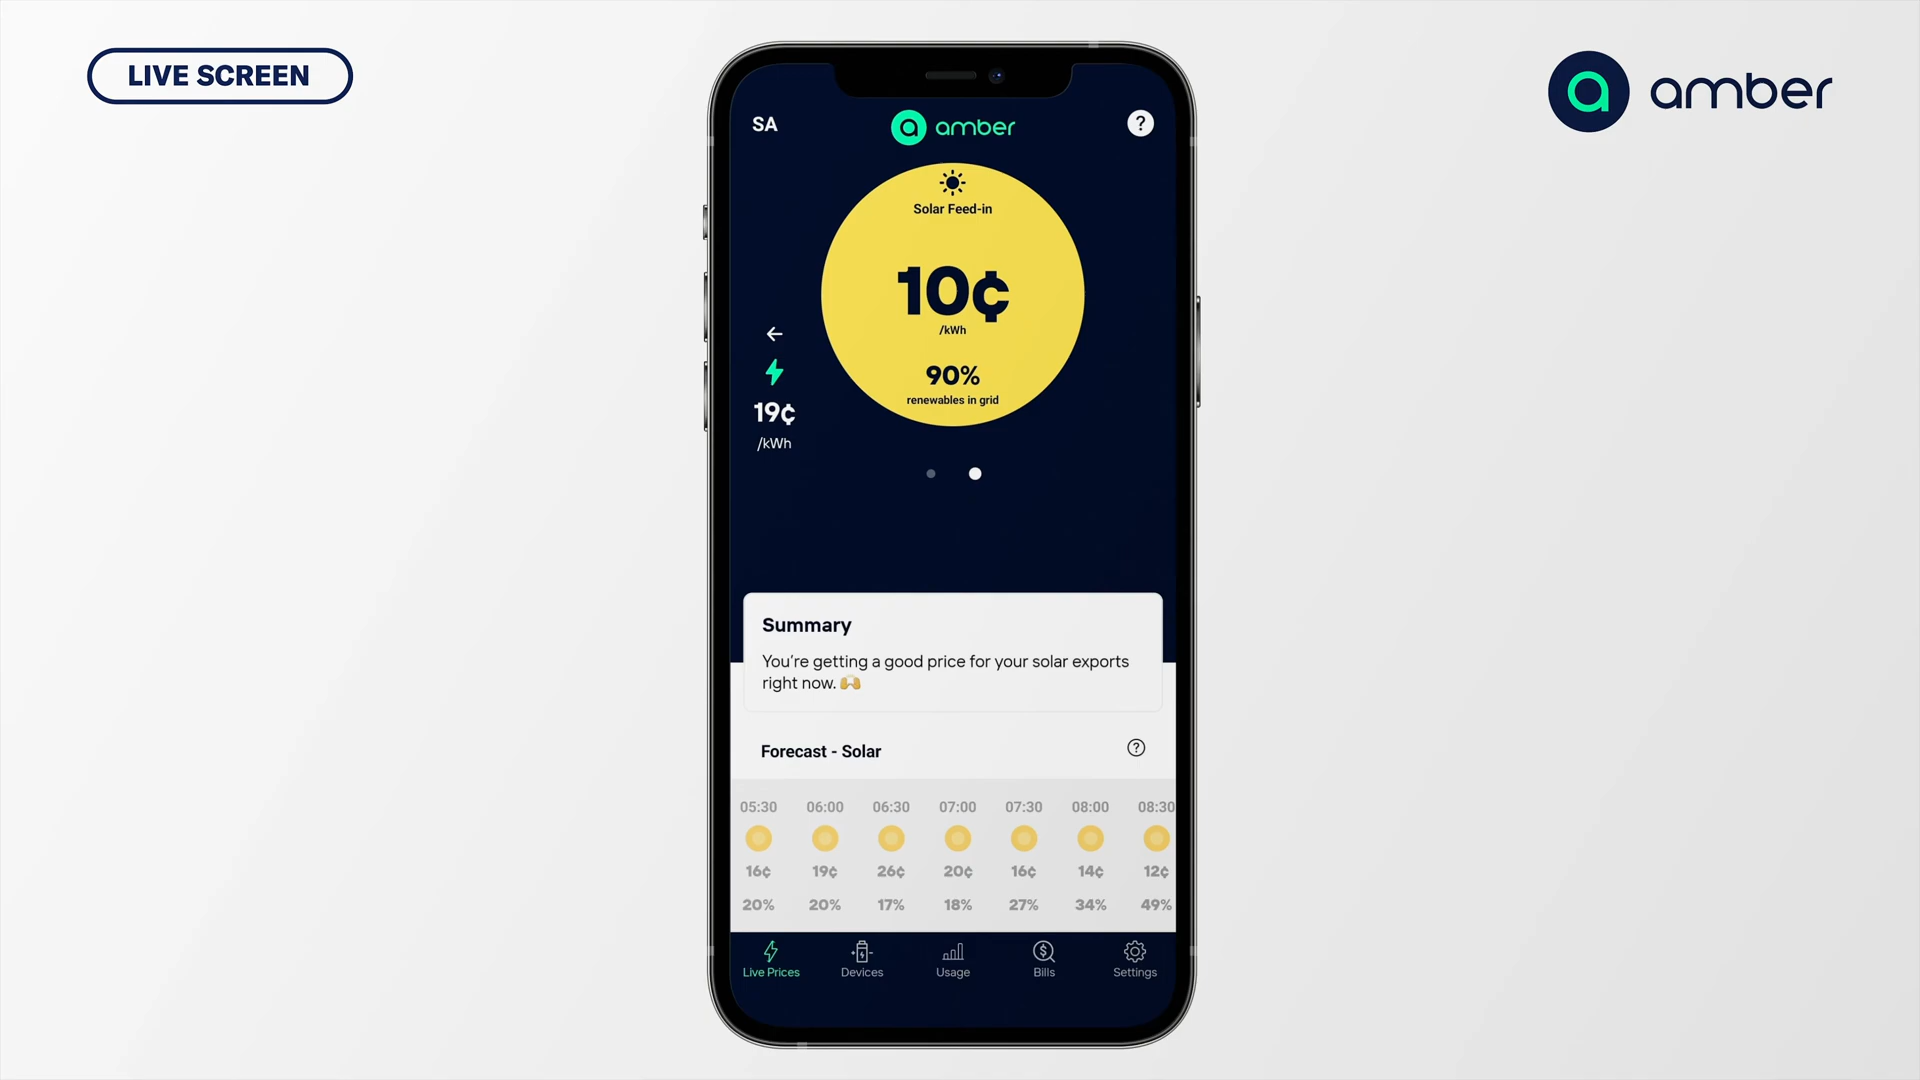 LIVE SCREEN
amber
SA
amber
?
Solar Feed-in
10¢
/kWh
90%
renewables in grid
19¢
/kWh
Summary
You're getting a good price for your solar exports
right now. 🙌
Forecast - Solar
?
05:30 06:00 06:30 07:00 07:30 08:00 08:30
16¢ 19¢ 26¢ 20¢ 16¢ 14¢ 12¢
20% 20% 17% 18% 27% 34% 49%
Live Prices Devices Usage Bills Settings